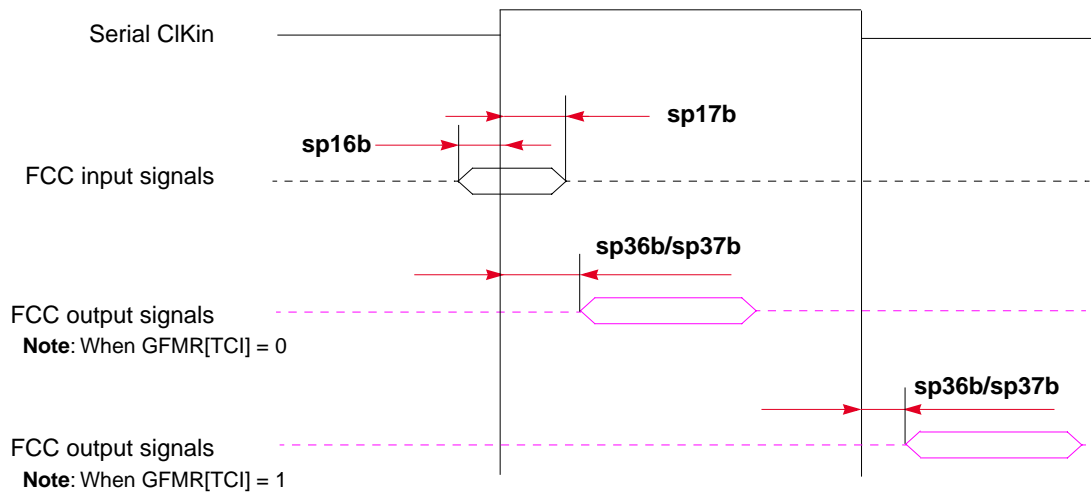 Serial ClKin
sp17b
sp16b
FCC input signals
sp36b/sp37b
FCC output signals
Note: When GFMR[TCI] = 0
sp36b/sp37b
FCC output signals
Note: When GFMR[TCI] = 1